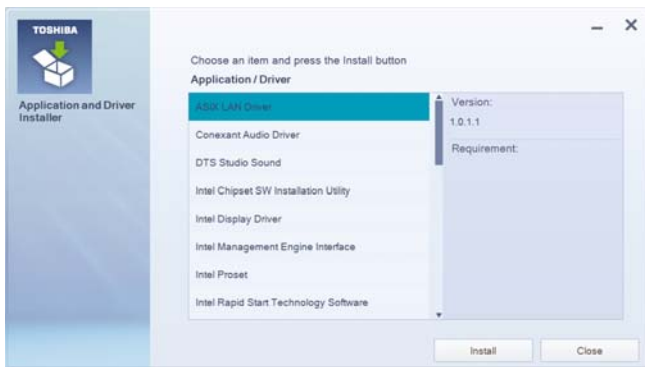 TOSHIBA
Application and Driver
Installer
Choose an item and press the Install button
Application / Driver
ASIX LAN Driver
Conexant Audio Driver
DTS Studio Sound
Intel Chipset SW Installation Utility
Intel Display Driver
Intel Management Engine Interface
Intel Proset
Intel Rapid Start Technology Software
Version:
1.0.1.1
Requirement:
Install
Close